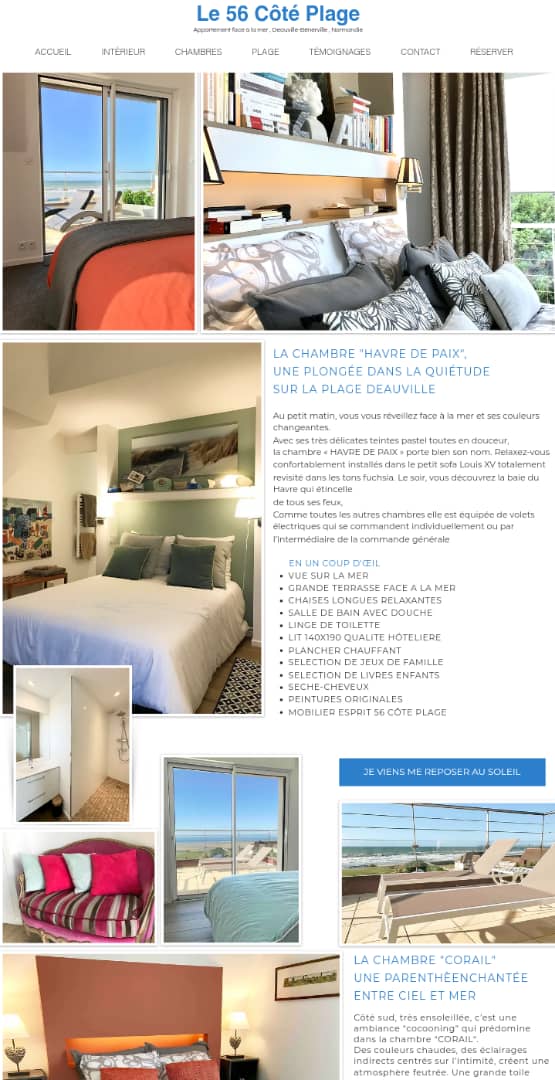 Le 56 Côté Plage
Appartement face à la mer, Deauville-Benerville, Normandie
ACCUEIL INTÉRIEUR CHAMBRES PLAGE TÉMOIGNAGES CONTACT RÉSERVER
LA CHAMBRE "HAVRE DE PAIX",
UNE PLONGÉE DANS LA QUIÉTUDE
SUR LA PLAGE DEAUVILLE
Au petit matin, vous vous réveillez face à la mer et ses couleurs
changeantes.
Avec ses très délicates teintes pastel toutes en douceur,
la chambre « HAVRE DE PAIX » porte bien son nom. Relaxez-vous
confortablement installés dans le petit sofa Louis XV totalement
revisité dans les tons fuchsia. Le soir, vous découvrez la baie du
Havre qui étincelle
de tous ses feux,
Comme toutes les autres chambres elle est équipée de volets
électriques qui se commandent individuellement ou par
l'intermédiaire de la commande générale
EN UN COUP D'ŒIL
• VUE SUR LA MER
• GRANDE TERRASSE FACE A LA MER
• CHAISES LONGUES RELAXANTES
• SALLE DE BAIN AVEC DOUCHE
• LINGE DE TOILETTE
• LIT 140X190 QUALITE HÔTELIERE
• PLANCHER CHAUFFANT
• SELECTION DE JEUX DE FAMILLE
• SELECTION DE LIVRES ENFANTS
• SECHE-CHEVEUX
• PEINTURES ORIGINALES
• MOBILIER ESPRIT 56 CÔTE PLAGE
JE VIENS ME REPOSER AU SOLEIL
LA CHAMBRE "CORAIL"
UNE PARENTHÈENCHANTÉE
ENTRE CIEL ET MER
Côté sud, très ensoleillée, c'est une
ambiance "cocooning" qui prédomine
dans la chambre "CORAIL".
Des couleurs chaudes, des éclairages
indirects centrés sur l'intimité, créent une
atmosphère feutrée. Une grande toile